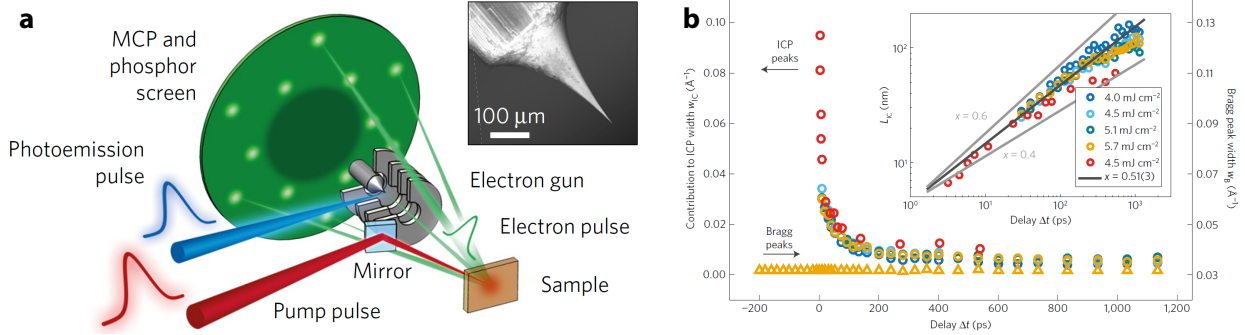 a
MCP and
phosphor
screen
100 μm
Photoemission
pulse
Electron gun
Electron pulse
Mirror
Sample
Pump pulse
b
Contribution to ICP width w_IC (Å⁻¹)
0.10
0.08
0.06
0.04
0.02
0.00
ICP
peaks
Bragg
peaks
−200 0 200 400 600 800 1,000 1,200
Delay Δt (ps)
Bragg peak width w_B (Å⁻¹)
0.13
0.11
0.09
0.07
0.05
0.03
L_IC (nm)
10²
10¹
10⁰ 10¹ 10² 10³
Delay Δt (ps)
x = 0.6
x = 0.4
4.0 mJ cm⁻²
4.5 mJ cm⁻²
5.1 mJ cm⁻²
5.7 mJ cm⁻²
4.5 mJ cm⁻²
x = 0.51(3)